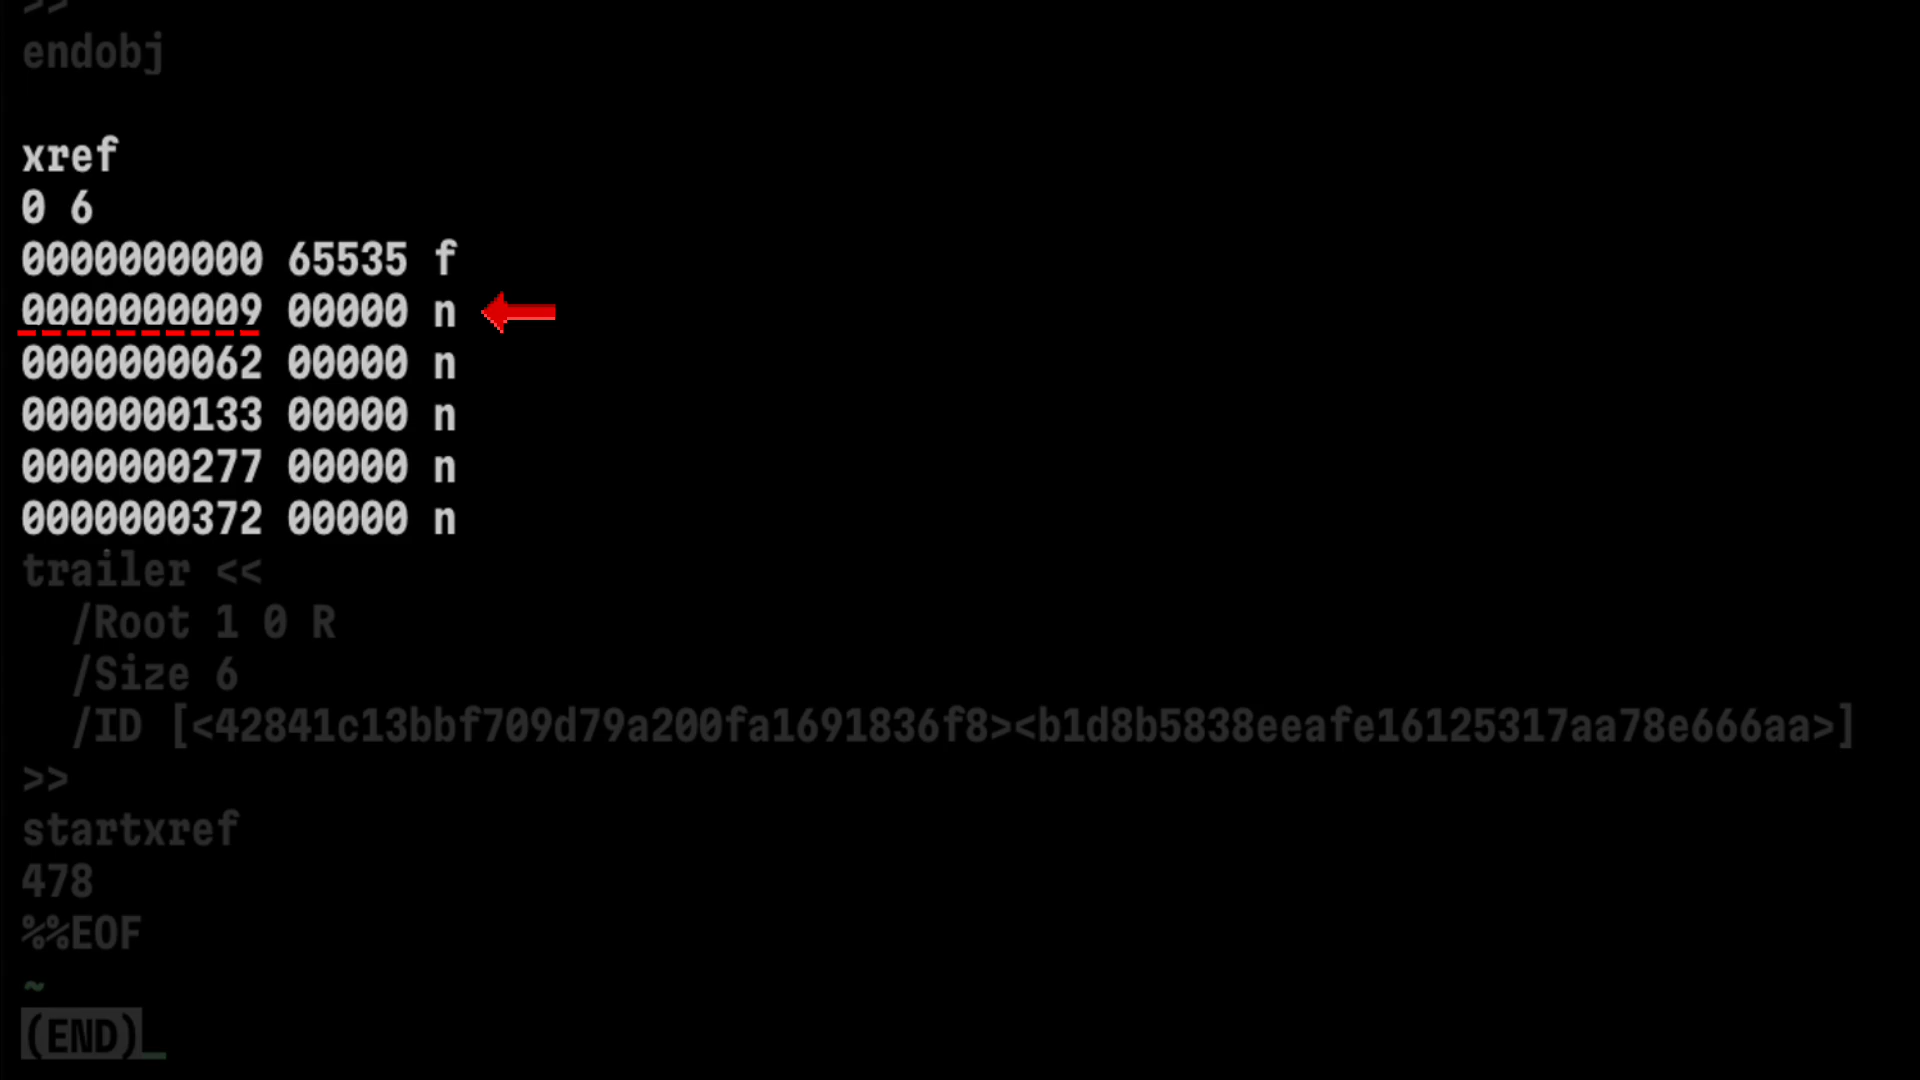 >>
endobj
xref
0 6
0000000000 65535 f
0000000009 00000 n
0000000062 00000 n
0000000133 00000 n
0000000277 00000 n
0000000372 00000 n
trailer <<
/Root 1 0 R
/Size 6
/ID [<42841c13bbf709d79a200fa1691836f8><b1d8b5838eeafe16125317aa78e666aa>]
>>
startxref
478
%%EOF
~
(END)